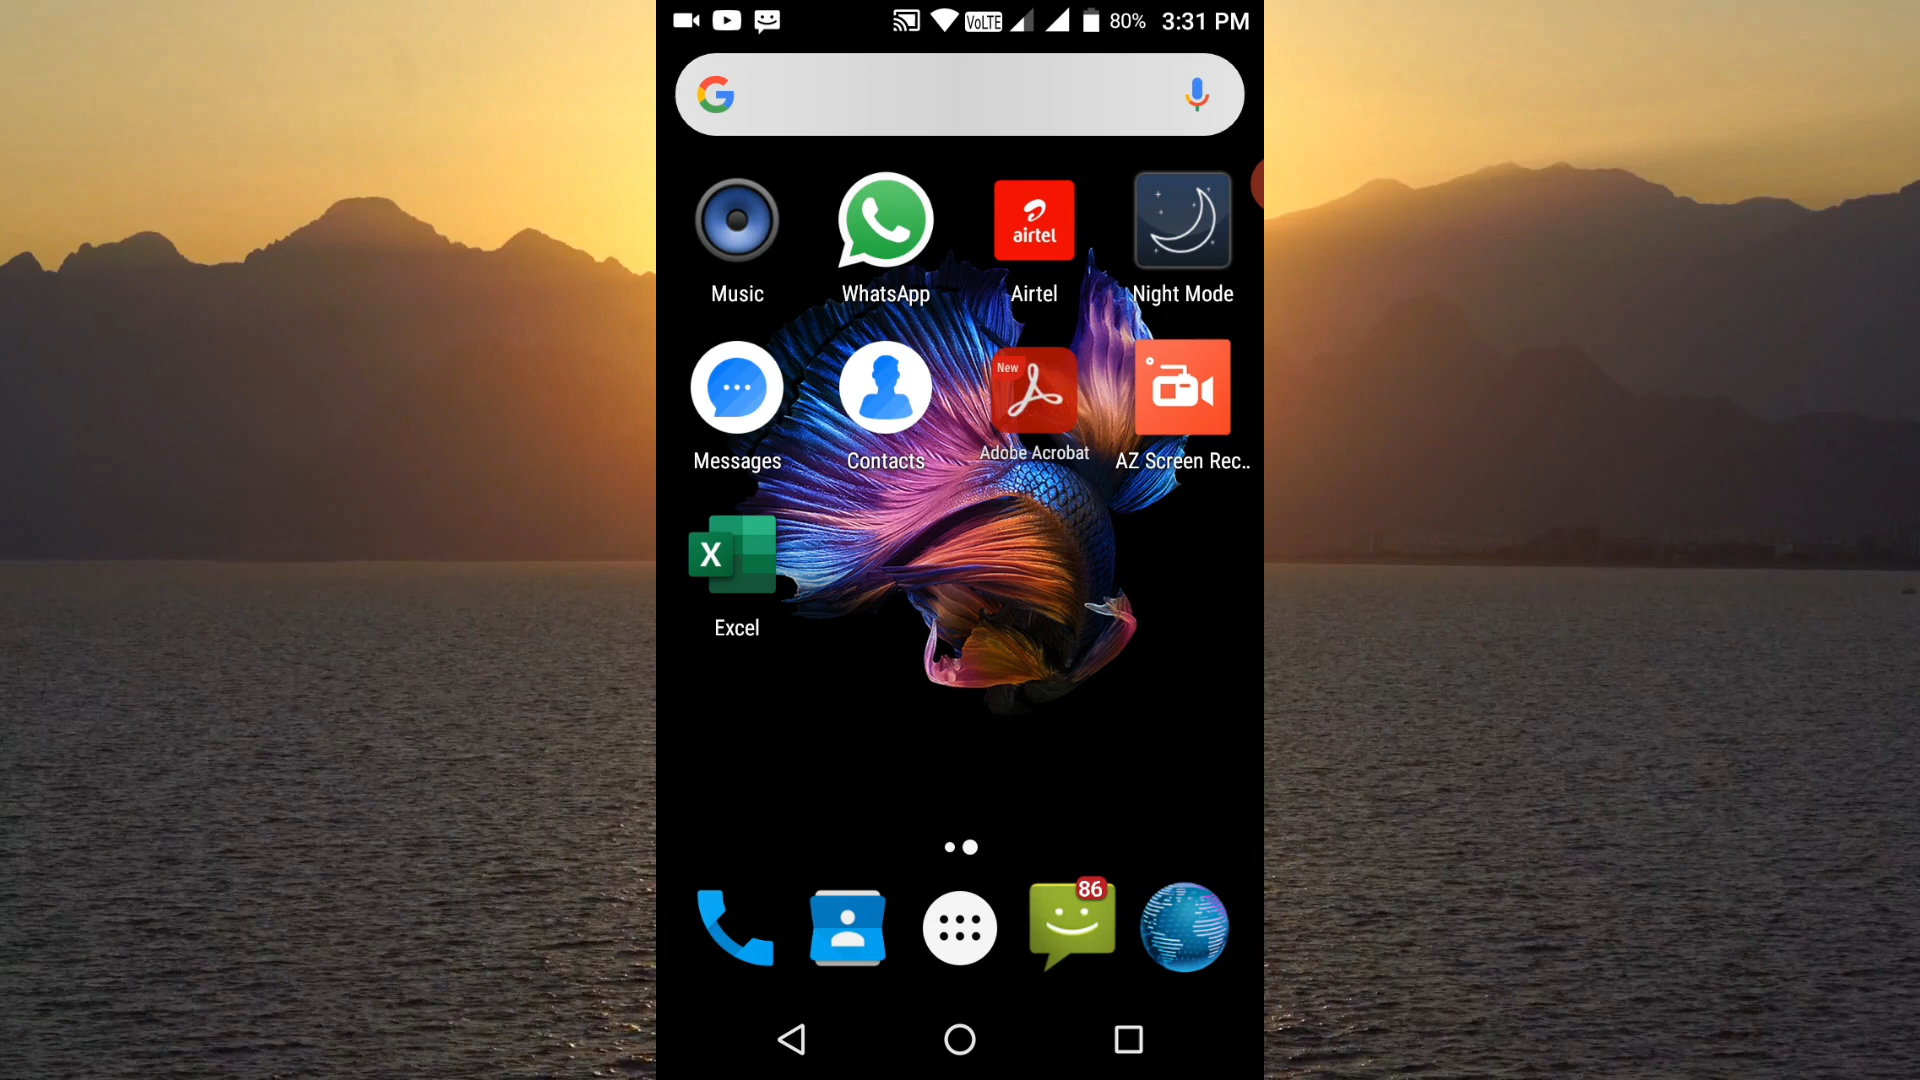 VoLTE 80% 3:31 PM
airtel
Music WhatsApp Airtel Night Mode
New
Messages Contacts Adobe Acrobat AZ Screen Rec..
X
Excel
86